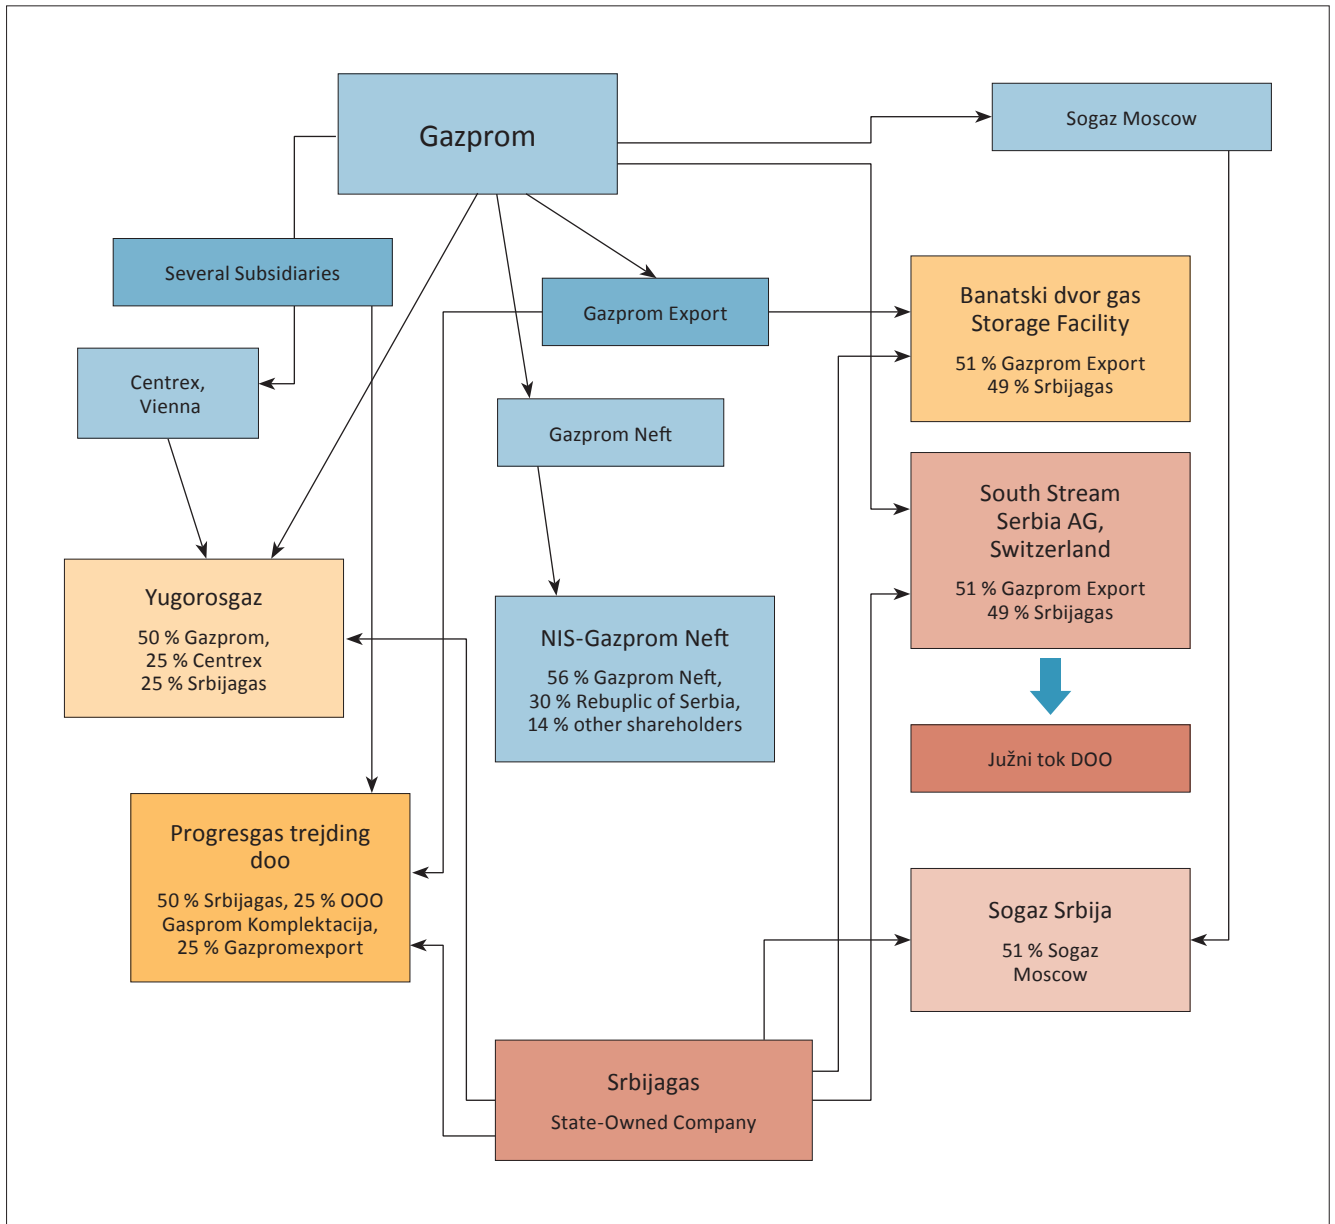 Gazprom
Sogaz Moscow
Several Subsidiaries
Gazprom Export
Banatski dvor gas
Storage Facility
51 % Gazprom Export
49 % Srbijagas
Centrex,
Vienna
Gazprom Neft
South Stream
Serbia AG,
Switzerland
51 % Gazprom Export
49 % Srbijagas
Yugorosgaz
50 % Gazprom,
25 % Centrex
25 % Srbijagas
NIS-Gazprom Neft
56 % Gazprom Neft,
30 % Rebuplic of Serbia,
14 % other shareholders
Južni tok DOO
Progresgas trejding
doo
50 % Srbijagas, 25 % OOO
Gasprom Komplektacija,
25 % Gazpromexport
Sogaz Srbija
51 % Sogaz
Moscow
Srbijagas
State-Owned Company